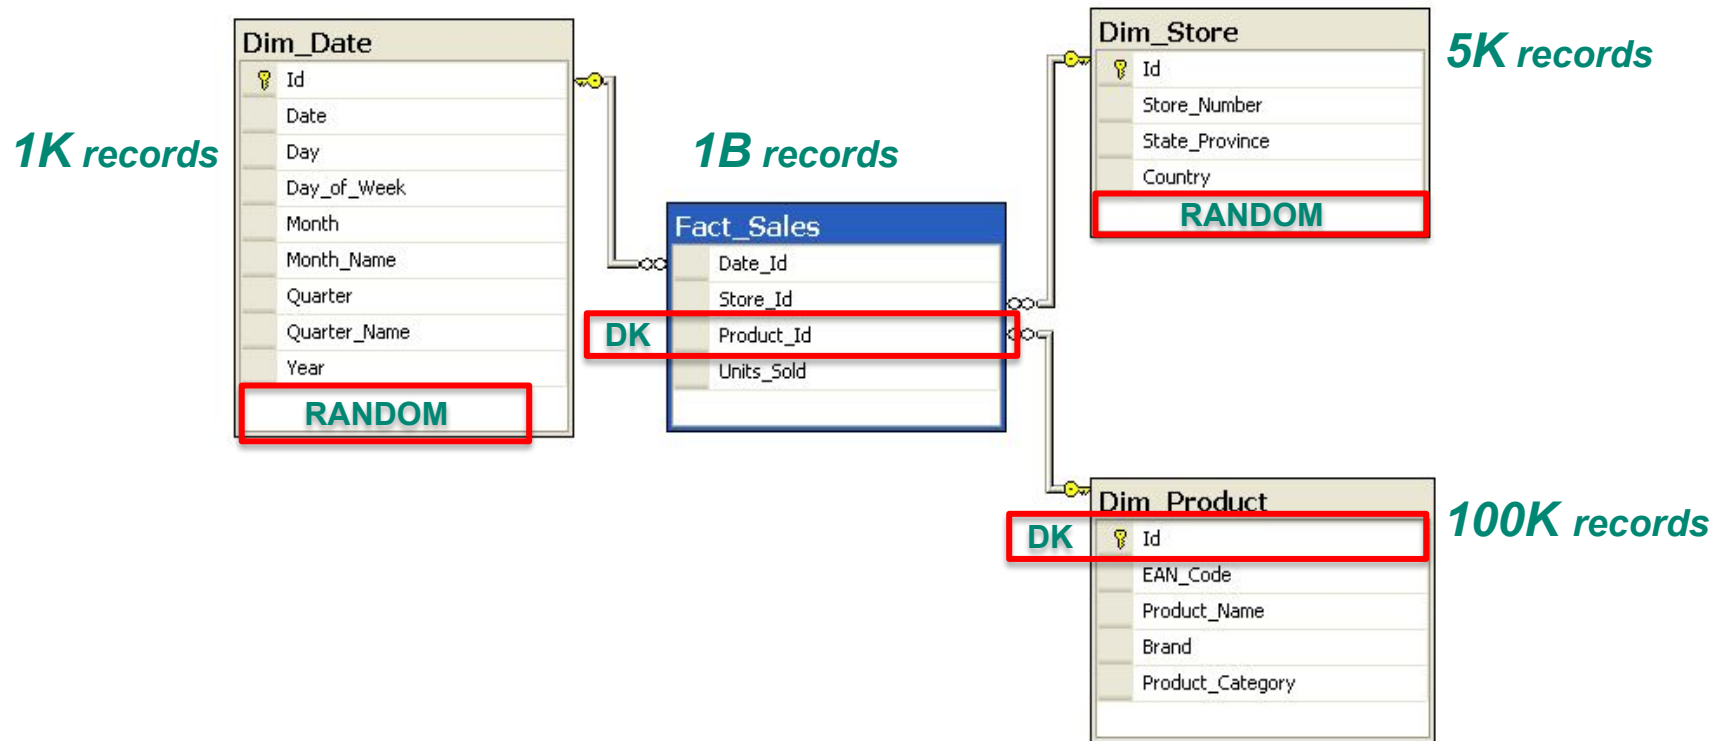 Dim_Date
Id
Date
Day
Day_of_Week
Month
Month_Name
Quarter
Quarter_Name
Year
RANDOM
1K records
1B records
Fact_Sales
Date_Id
Store_Id
DK Product_Id
Units_Sold
Dim_Store
Id
Store_Number
State_Province
Country
RANDOM
5K records
Dim_Product
DK Id
EAN_Code
Product_Name
Brand
Product_Category
100K records